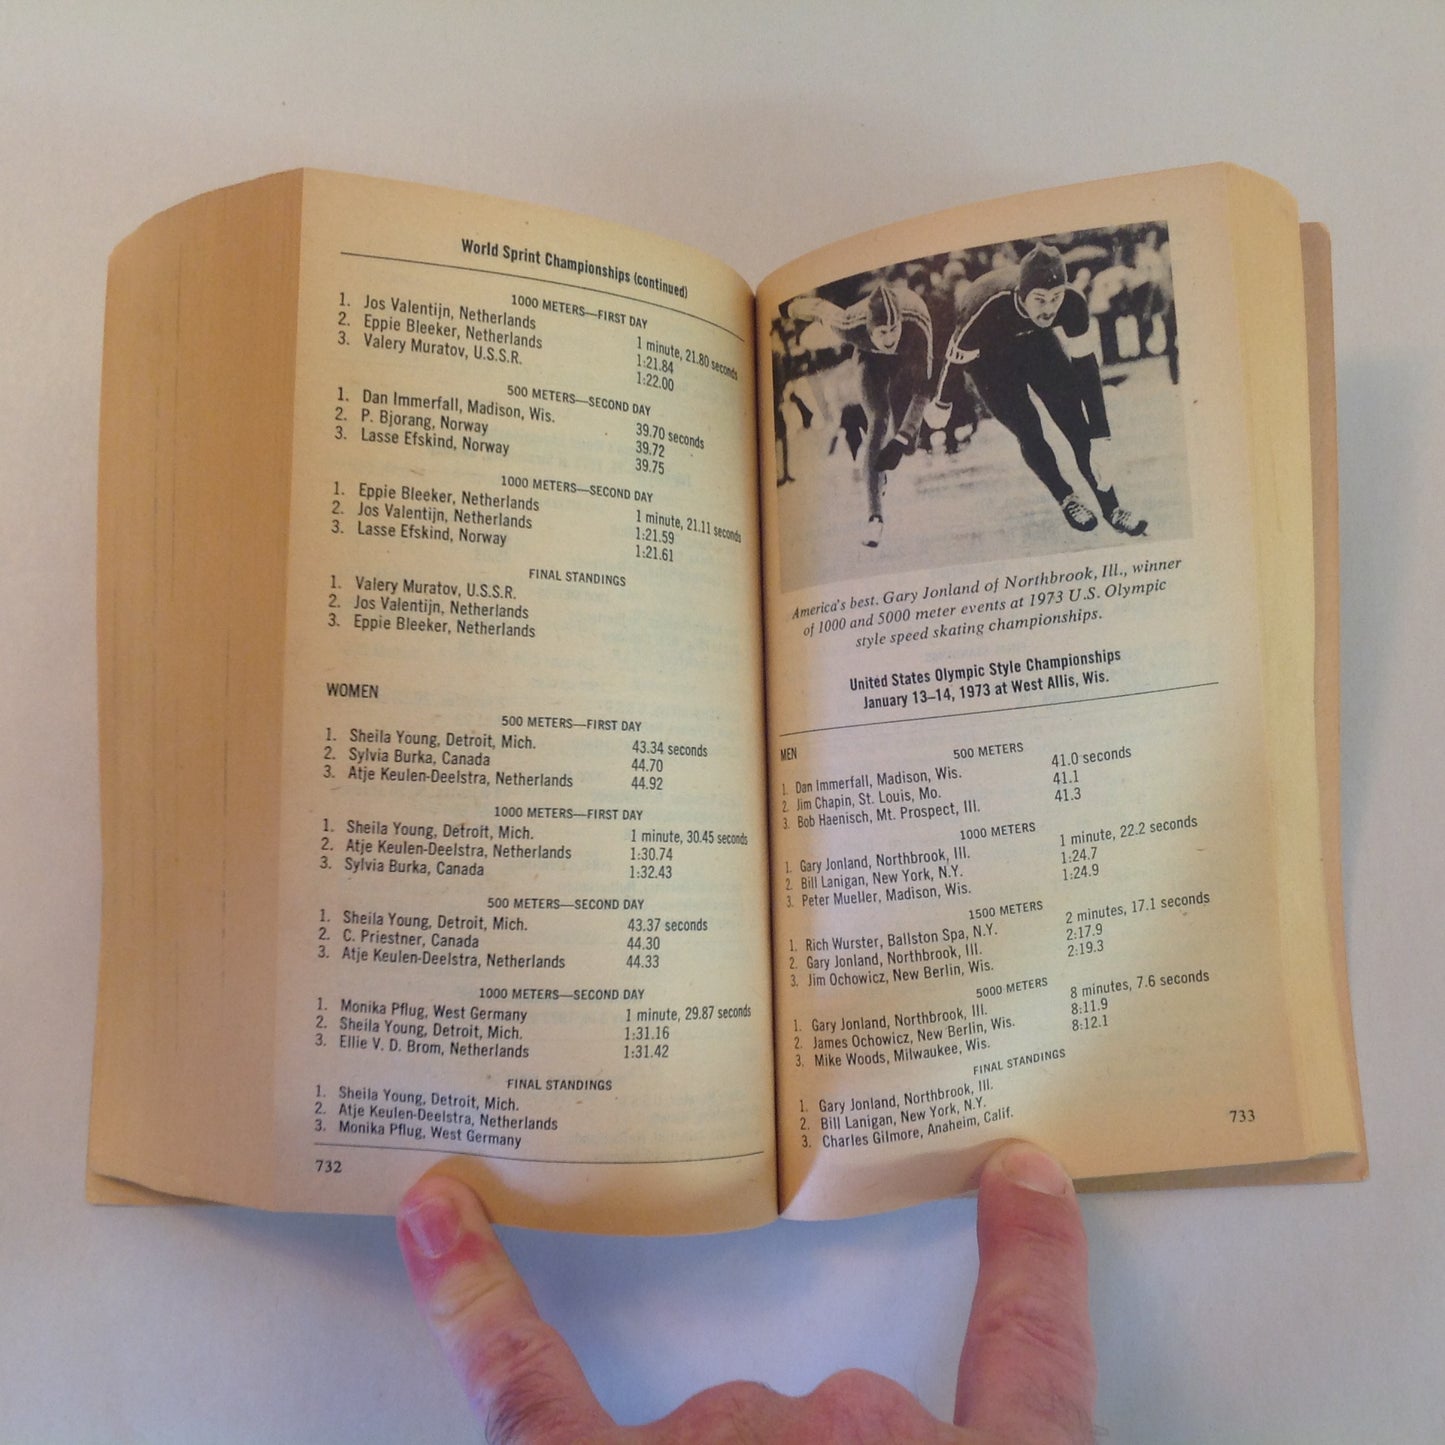 World Sprint Championships (continued)
1000 METERS—FIRST DAY
1. Jos Valentijn, Netherlands 1 minute, 21.80 seconds
2. Eppie Bleeker, Netherlands 1:21.84
3. Valery Muratov, U.S.S.R. 1:22.00
500 METERS—SECOND DAY
1. Dan Immerfall, Madison, Wis. 39.70 seconds
2. P. Bjorang, Norway 39.72
3. Lasse Efskind, Norway 39.75
1000 METERS—SECOND DAY
1. Eppie Bleeker, Netherlands 1 minute, 21.11 seconds
2. Jos Valentijn, Netherlands 1:21.59
3. Lasse Efskind, Norway 1:21.61
FINAL STANDINGS
1. Valery Muratov, U.S.S.R.
2. Jos Valentijn, Netherlands
3. Eppie Bleeker, Netherlands
WOMEN
500 METERS—FIRST DAY
1. Sheila Young, Detroit, Mich. 43.34 seconds
2. Sylvia Burka, Canada 44.70
3. Atje Keulen-Deelstra, Netherlands 44.92
1000 METERS—FIRST DAY
1. Sheila Young, Detroit, Mich. 1 minute, 30.45 seconds
2. Atje Keulen-Deelstra, Netherlands 1:30.74
3. Sylvia Burka, Canada 1:32.43
500 METERS—SECOND DAY
1. Sheila Young, Detroit, Mich. 43.37 seconds
2. C. Priestner, Canada 44.30
3. Atje Keulen-Deelstra, Netherlands 44.33
1000 METERS—SECOND DAY
1. Monika Pflug, West Germany 1 minute, 29.87 seconds
2. Sheila Young, Detroit, Mich. 1:31.16
3. Ellie V. D. Brom, Netherlands 1:31.42
FINAL STANDINGS
1. Sheila Young, Detroit, Mich.
2. Atje Keulen-Deelstra, Netherlands
3. Monika Pflug, West Germany
732
America's best. Gary Jonland of Northbrook, Ill., winner
of 1000 and 5000 meter events at 1973 U.S. Olympic
style speed skating championships.
United States Olympic Style Championships
January 13–14, 1973 at West Allis, Wis.
MEN
500 METERS
1. Dan Immerfall, Madison, Wis. 41.0 seconds
2. Jim Chapin, St. Louis, Mo. 41.1
3. Bob Haenisch, Mt. Prospect, Ill. 41.3
1000 METERS
1. Gary Jonland, Northbrook, Ill. 1 minute, 22.2 seconds
2. Bill Lanigan, New York, N.Y. 1:24.7
3. Peter Mueller, Madison, Wis. 1:24.9
1500 METERS
1. Rich Wurster, Ballston Spa, N.Y. 2 minutes, 17.1 seconds
2. Gary Jonland, Northbrook, Ill. 2:17.9
3. Jim Ochowicz, New Berlin, Wis. 2:19.3
5000 METERS
1. Gary Jonland, Northbrook, Ill. 8 minutes, 7.6 seconds
2. James Ochowicz, New Berlin, Wis. 8:11.9
3. Mike Woods, Milwaukee, Wis. 8:12.1
FINAL STANDINGS
1. Gary Jonland, Northbrook, Ill.
2. Bill Lanigan, New York, N.Y.
3. Charles Gilmore, Anaheim, Calif.
733